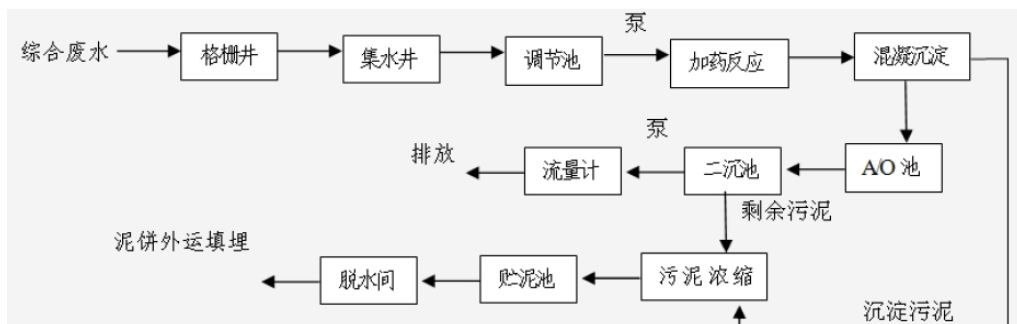 泵
综合废水
格栅井
集水井
调节池
加药反应
混凝沉淀
泵
排放
流量计
二沉池
A/O 池
剩余污泥
泥饼外运填埋
脱水间
贮泥池
污泥浓缩
沉淀污泥